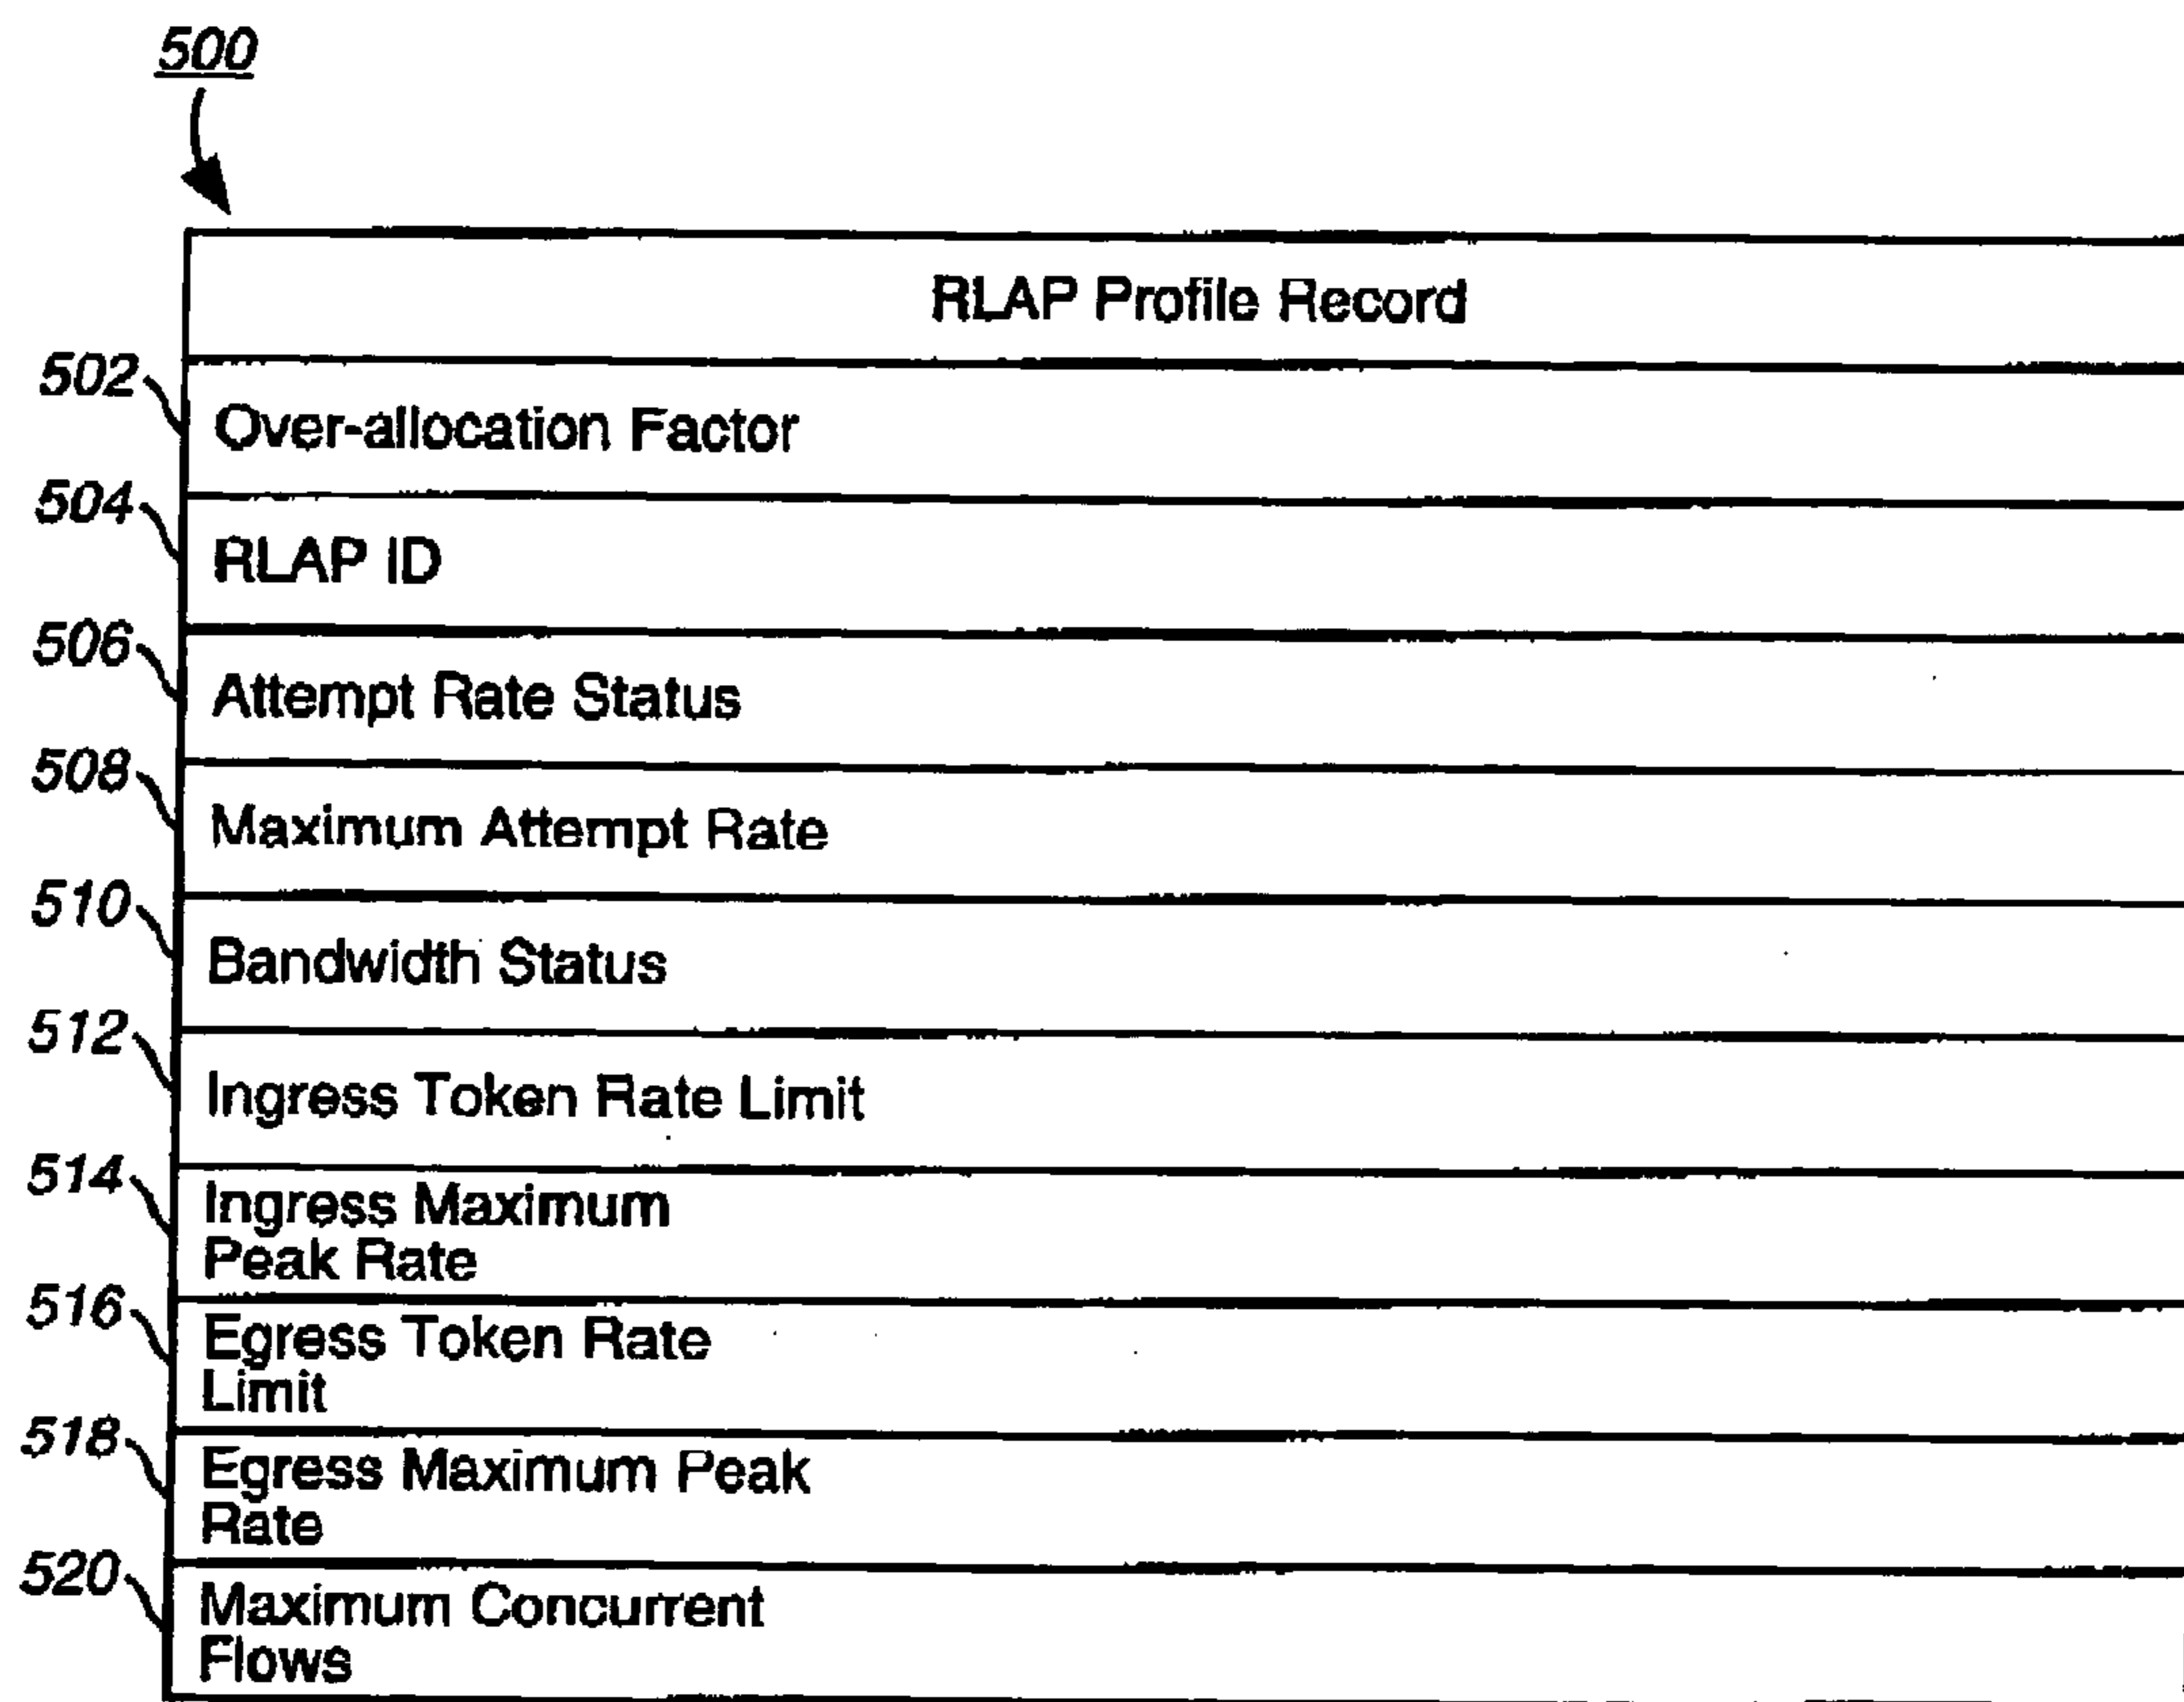 500
RLAP Profile Record
502
Over-allocation Factor
504
RLAP ID
506
Attempt Rate Status
508
Maximum Attempt Rate
510
Bandwidth Status
512
Ingress Token Rate Limit
514
Ingress Maximum
Peak Rate
516
Egress Token Rate
Limit
518
Egress Maximum Peak
Rate
520
Maximum Concurrent
Flows